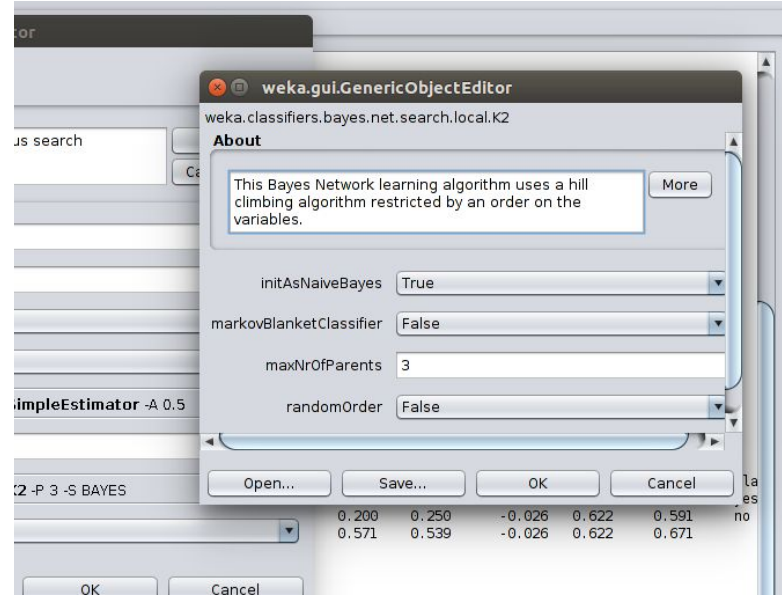 tor
weka.gui.GenericObjectEditor
weka.classifiers.bayes.net.search.local.K2
About
us search
This Bayes Network learning algorithm uses a hill
climbing algorithm restricted by an order on the
variables.
More
Ca
initAsNaiveBayes True
markovBlanketClassifier False
maxNrOfParents 3
randomOrder False
SimpleEstimator -A 0.5
K2 -P 3 -S BAYES
Open... Save... OK Cancel
la
es
0.200 0.250 -0.026 0.622 0.591 no
0.571 0.539 -0.026 0.622 0.671
OK Cancel